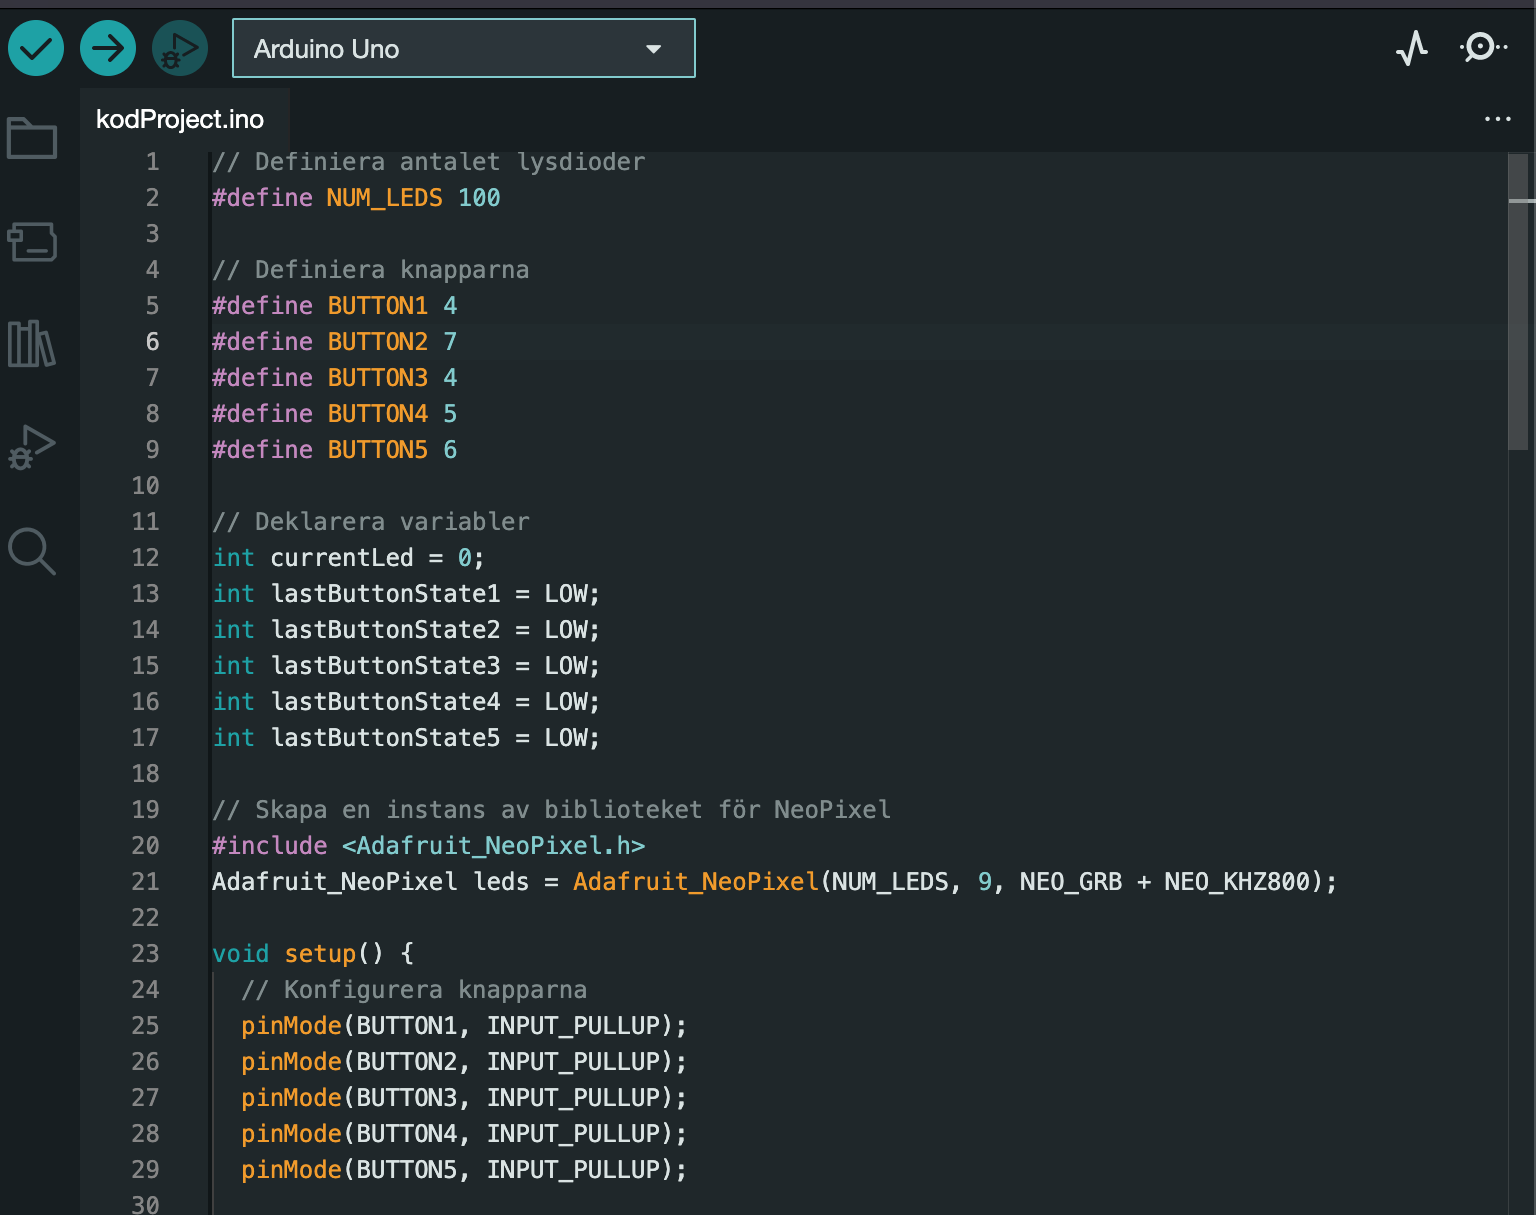 Arduino Uno
kodProject.ino
1 // Definiera antalet lysdioder
2 #define NUM_LEDS 100
3
4 // Definiera knapparna
5 #define BUTTON1 4
6 #define BUTTON2 7
7 #define BUTTON3 4
8 #define BUTTON4 5
9 #define BUTTON5 6
10
11 // Deklarera variabler
12 int currentLed = 0;
13 int lastButtonState1 = LOW;
14 int lastButtonState2 = LOW;
15 int lastButtonState3 = LOW;
16 int lastButtonState4 = LOW;
17 int lastButtonState5 = LOW;
18
19 // Skapa en instans av biblioteket för NeoPixel
20 #include <Adafruit_NeoPixel.h>
21 Adafruit_NeoPixel leds = Adafruit_NeoPixel(NUM_LEDS, 9, NEO_GRB + NEO_KHZ800);
22
23 void setup() {
24 // Konfigurera knapparna
25 pinMode(BUTTON1, INPUT_PULLUP);
26 pinMode(BUTTON2, INPUT_PULLUP);
27 pinMode(BUTTON3, INPUT_PULLUP);
28 pinMode(BUTTON4, INPUT_PULLUP);
29 pinMode(BUTTON5, INPUT_PULLUP);
30